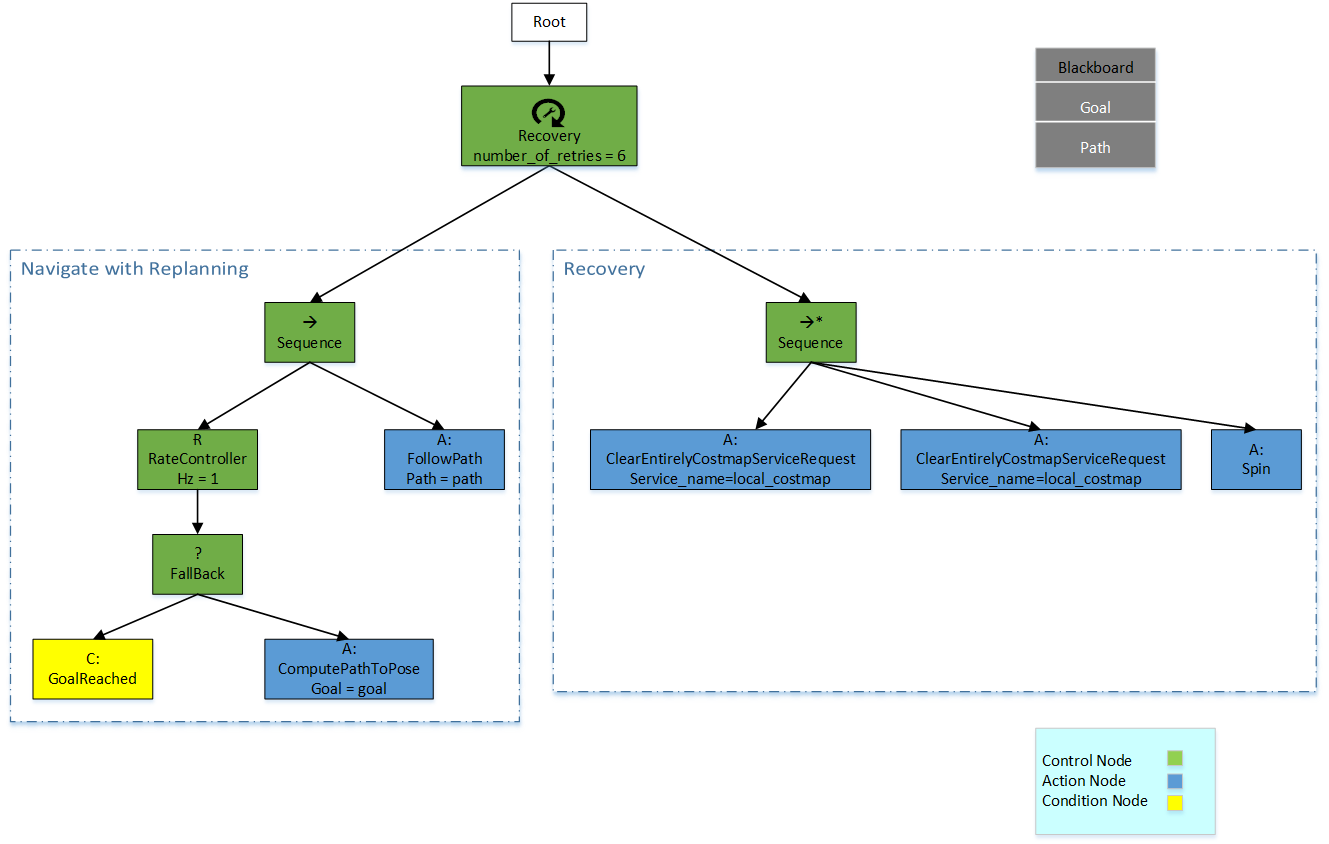 Root
Blackboard
Goal
Path
Recovery
number_of_retries = 6
Navigate with Replanning
Recovery
→
Sequence
→*
Sequence
R
RateController
Hz = 1
A:
FollowPath
Path = path
A:
ClearEntirelyCostmapServiceRequest
Service_name=local_costmap
A:
ClearEntirelyCostmapServiceRequest
Service_name=local_costmap
A:
Spin
?
FallBack
C:
GoalReached
A:
ComputePathToPose
Goal = goal
Control Node
Action Node
Condition Node